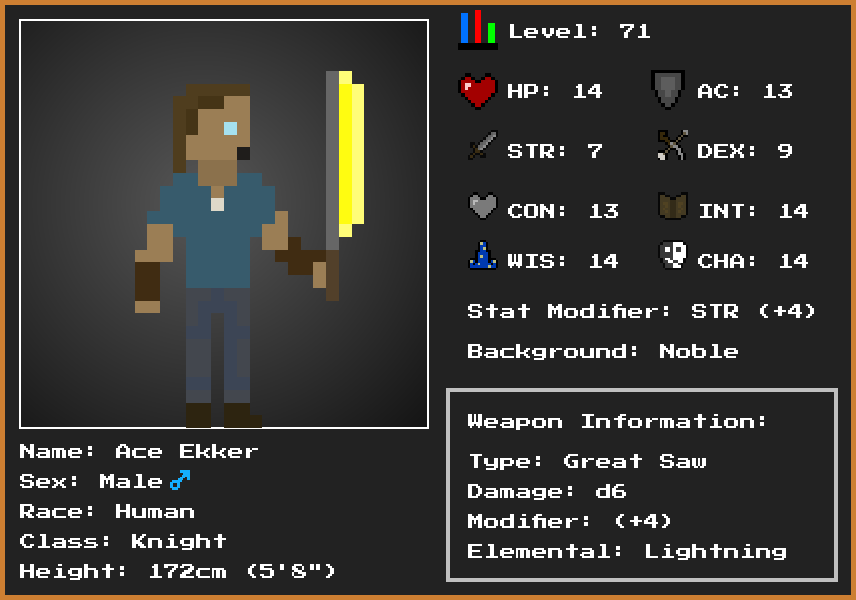 Level: 71
HP: 14 AC: 13
STR: 7 DEX: 9
CON: 13 INT: 14
WIS: 14 CHA: 14
Stat Modifier: STR (+4)
Background: Noble
Weapon Information:
Type: Great Saw
Damage: d6
Modifier: (+4)
Elemental: Lightning
Name: Ace Ekker
Sex: Male ♂
Race: Human
Class: Knight
Height: 172cm (5'8")